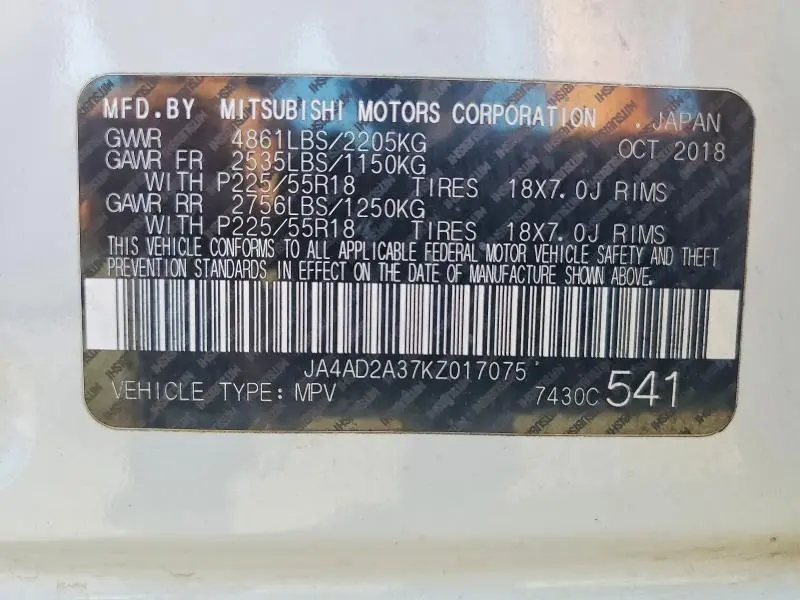 MFD.BY MITSUBISHI MOTORS CORPORATION .JAPAN
GVWR 4861LBS/2205KG OCT 2018
GAWR FR 2535LBS/1150KG
WITH P225/55R18 TIRES 18X7.0J RIMS
GAWR RR 2756LBS/1250KG
WITH P225/55R18 TIRES 18X7.0J RIMS
THIS VEHICLE CONFORMS TO ALL APPLICABLE FEDERAL MOTOR VEHICLE SAFETY AND THEFT
PREVENTION STANDARDS IN EFFECT ON THE DATE OF MANUFACTURE SHOWN ABOVE.
JA4AD2A37KZ017075
VEHICLE TYPE:MPV 7430C 541